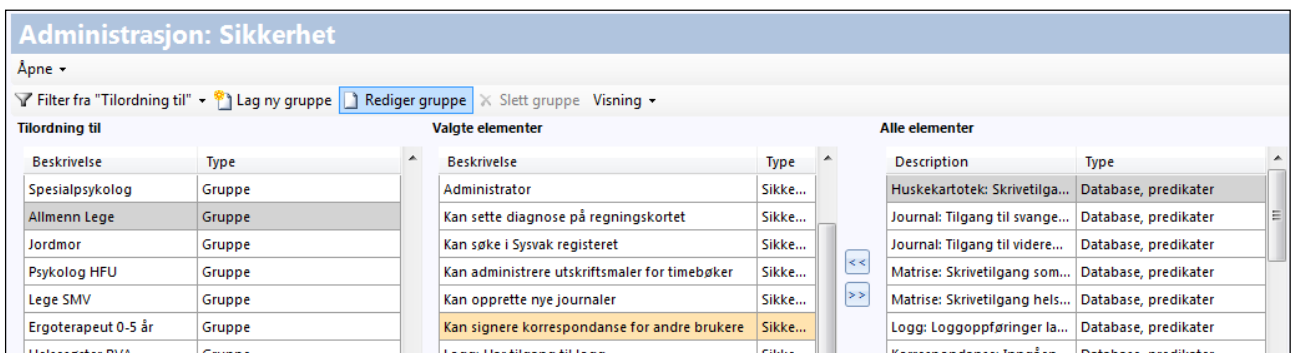 Administrasjon: Sikkerhet
Åpne
Filter fra "Tilordning til" Lag ny gruppe Rediger gruppe Slett gruppe Visning
Tilordning til Valgte elementer Alle elementer
Beskrivelse Type Beskrivelse Type Description Type
Spesialpsykolog Gruppe Administrator Sikke... Huskekartotek: Skrivetilga... Database, predikater
Allmenn Lege Gruppe Kan sette diagnose på regningskortet Sikke... Journal: Tilgang til svange... Database, predikater
Jordmor Gruppe Kan søke i Sysvak registeret Sikke... Journal: Tilgang til videre... Database, predikater
Psykolog HFU Gruppe Kan administrere utskriftsmaler for timebøker Sikke... Matrise: Skrivetilgang som... Database, predikater
Lege SMV Gruppe Kan opprette nye journaler Sikke... Matrise: Skrivetilgang hels... Database, predikater
Ergoterapeut 0-5 år Gruppe Kan signere korrespondanse for andre brukere Sikke... Logg: Loggoppføringer la... Database, predikater
<< >>